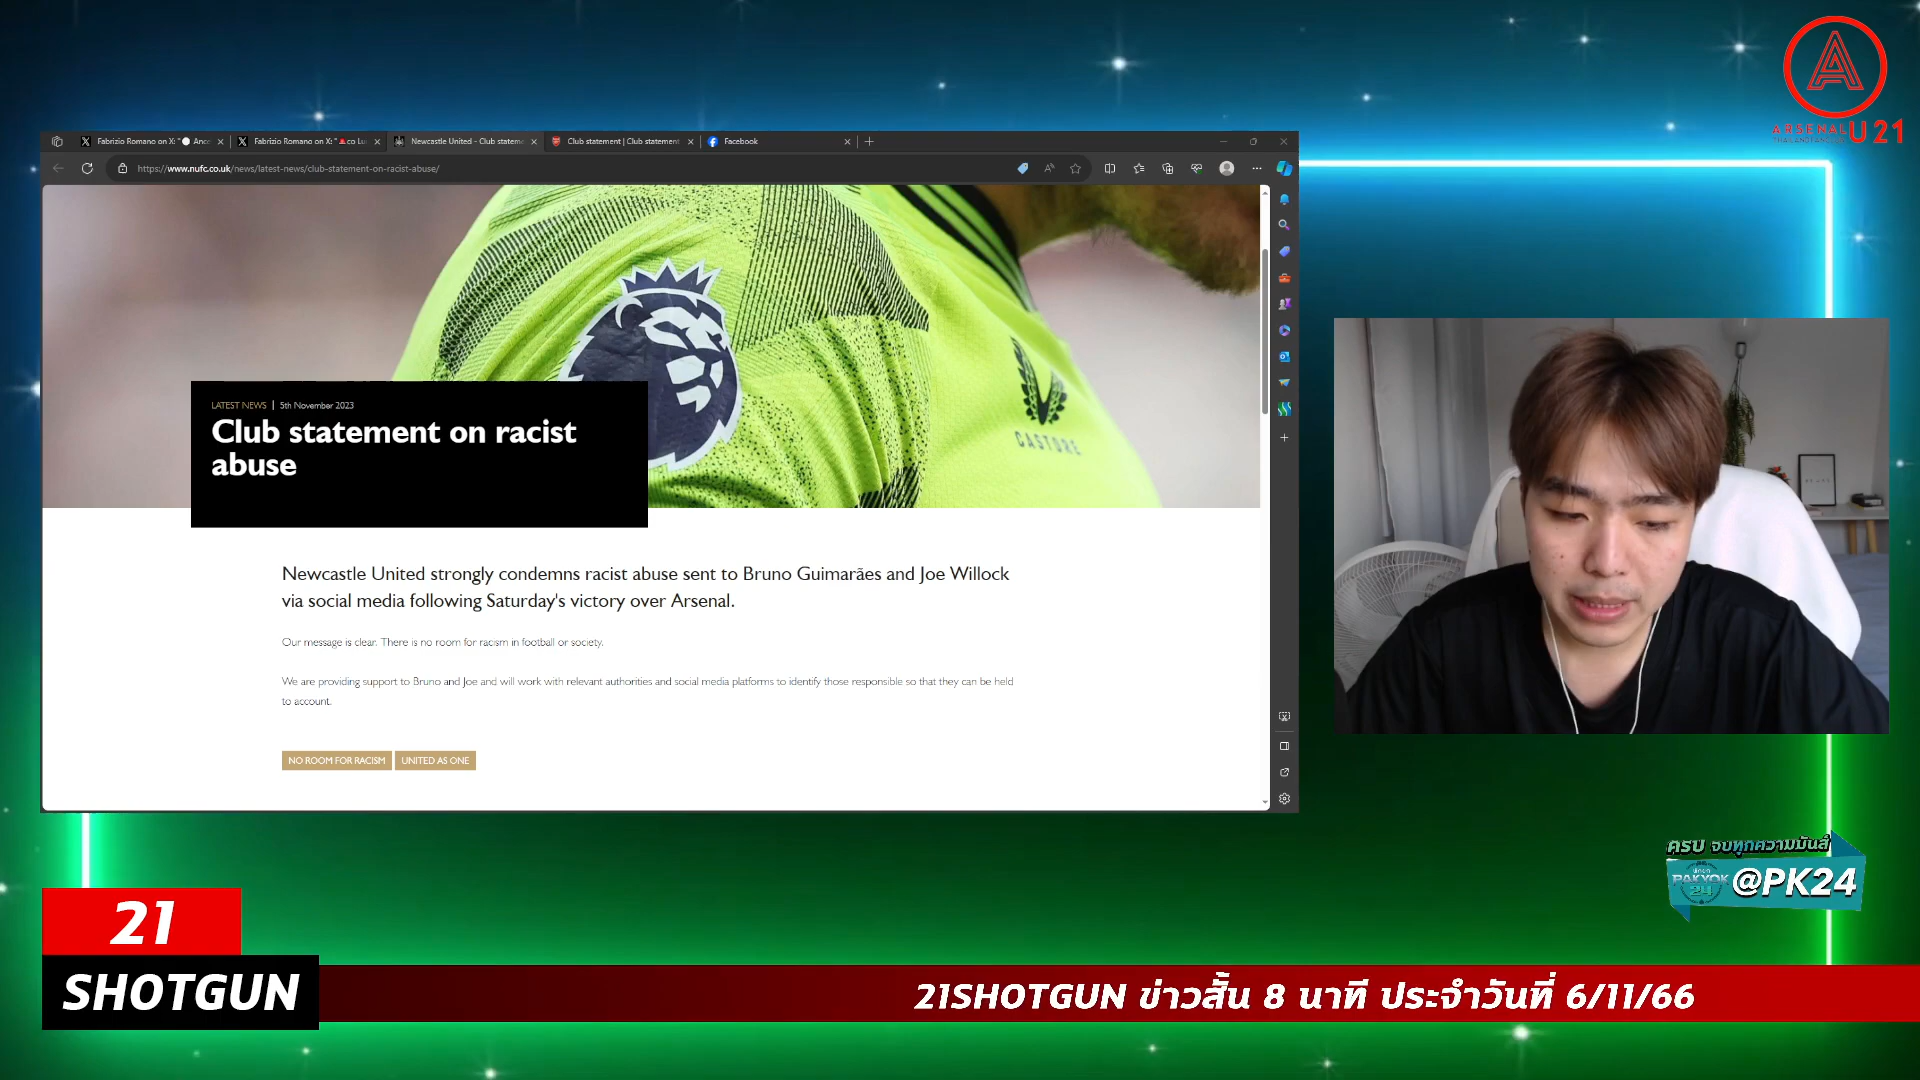 ARSENAL U21
Fabrizio Romano on X: "⚪ Ance
Fabrizio Romano on X: "🚨co Lu
Newcastle United - Club stateme
Club statement | Club statement
Facebook
https://www.nufc.co.uk/news/latest-news/club-statement-on-racist-abuse/
CASTORE
LATEST NEWS | 5th November 2023
Club statement on racist
abuse
Newcastle United strongly condemns racist abuse sent to Bruno Guimarães and Joe Willock
via social media following Saturday's victory over Arsenal.
Our message is clear. There is no room for racism in football or society.
We are providing support to Bruno and Joe and will work with relevant authorities and social media platforms to identify those responsible so that they can be held
to account.
NO ROOM FOR RACISM UNITED AS ONE
ครบ จบทุกความมันส์
PAKYOK
24
@PK24
21
SHOTGUN
21SHOTGUN ข่าวสั้น 8 นาที ประจำวันที่ 6/11/66